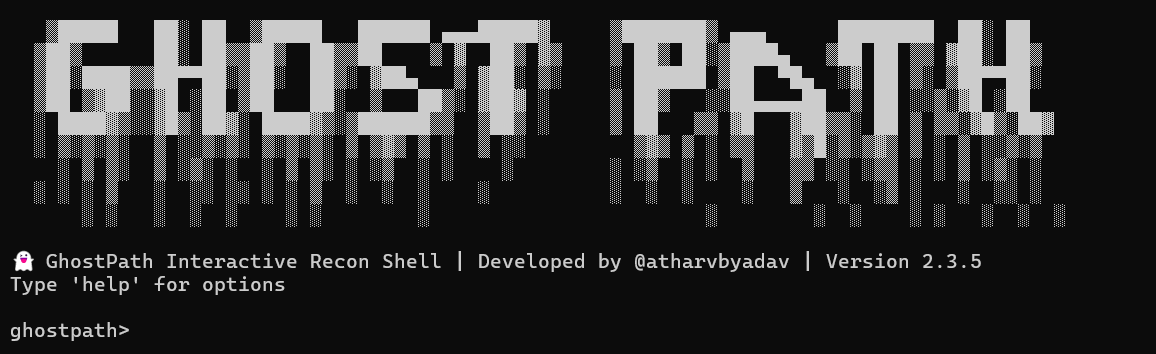 GHOST PATH
👻 GhostPath Interactive Recon Shell | Developed by @atharvbyadav | Version 2.3.5
Type 'help' for options
ghostpath>